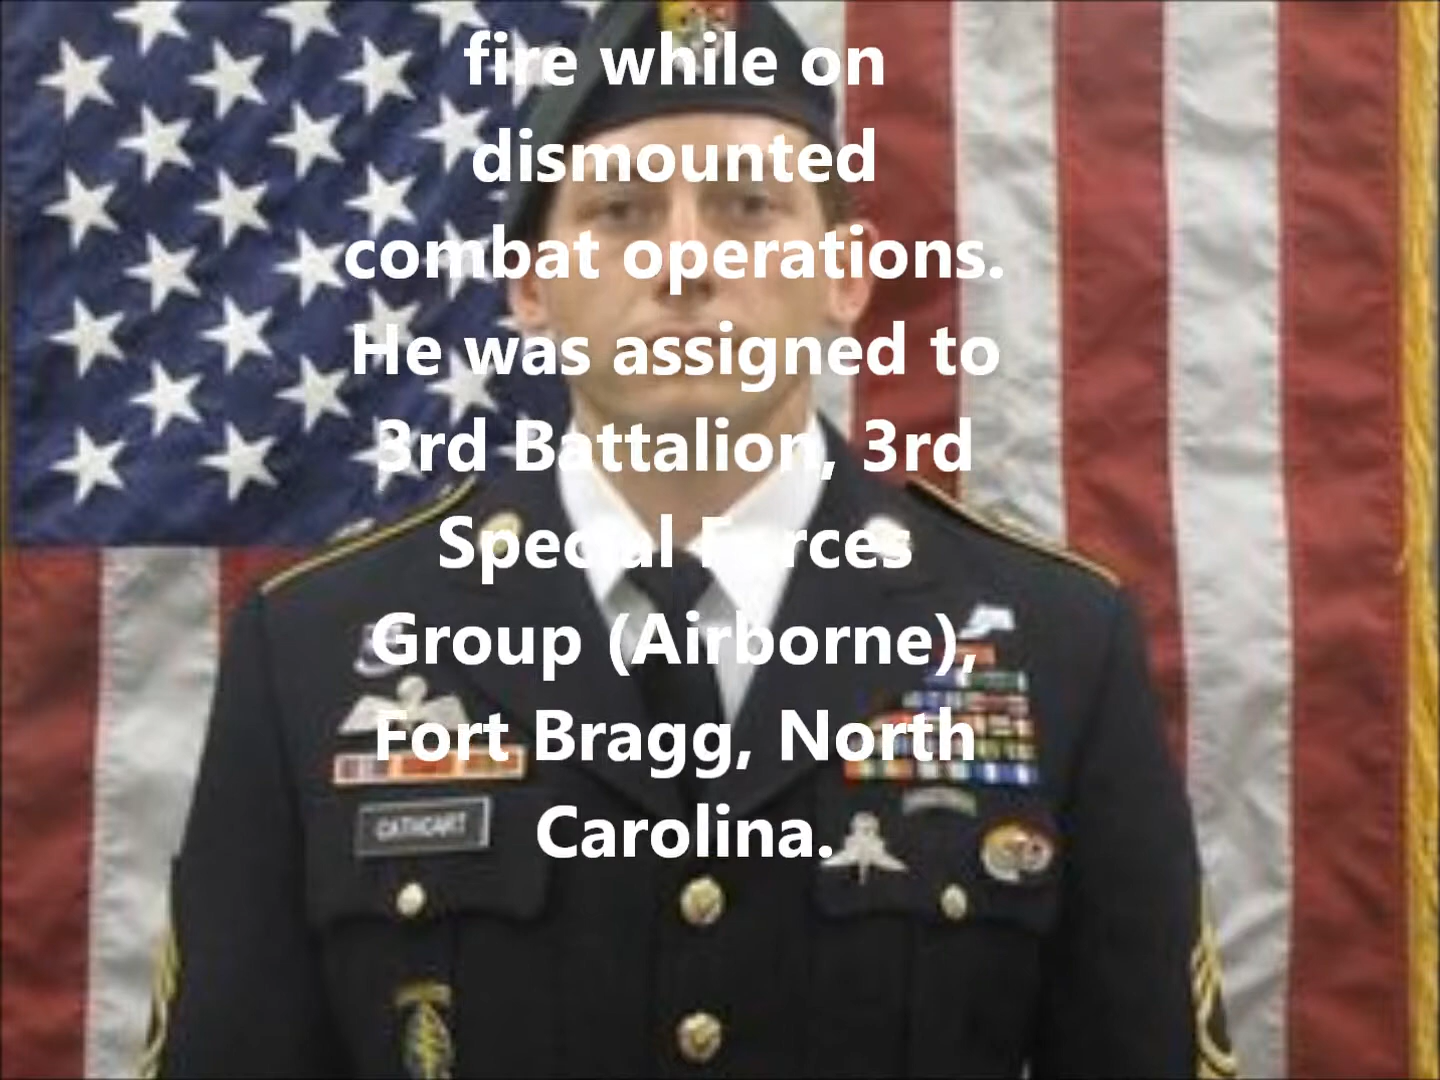 fire while on
dismounted
combat operations.
He was assigned to
3rd Battalion, 3rd
Special Forces
Group (Airborne),
Fort Bragg, North
Carolina.
CATHCART